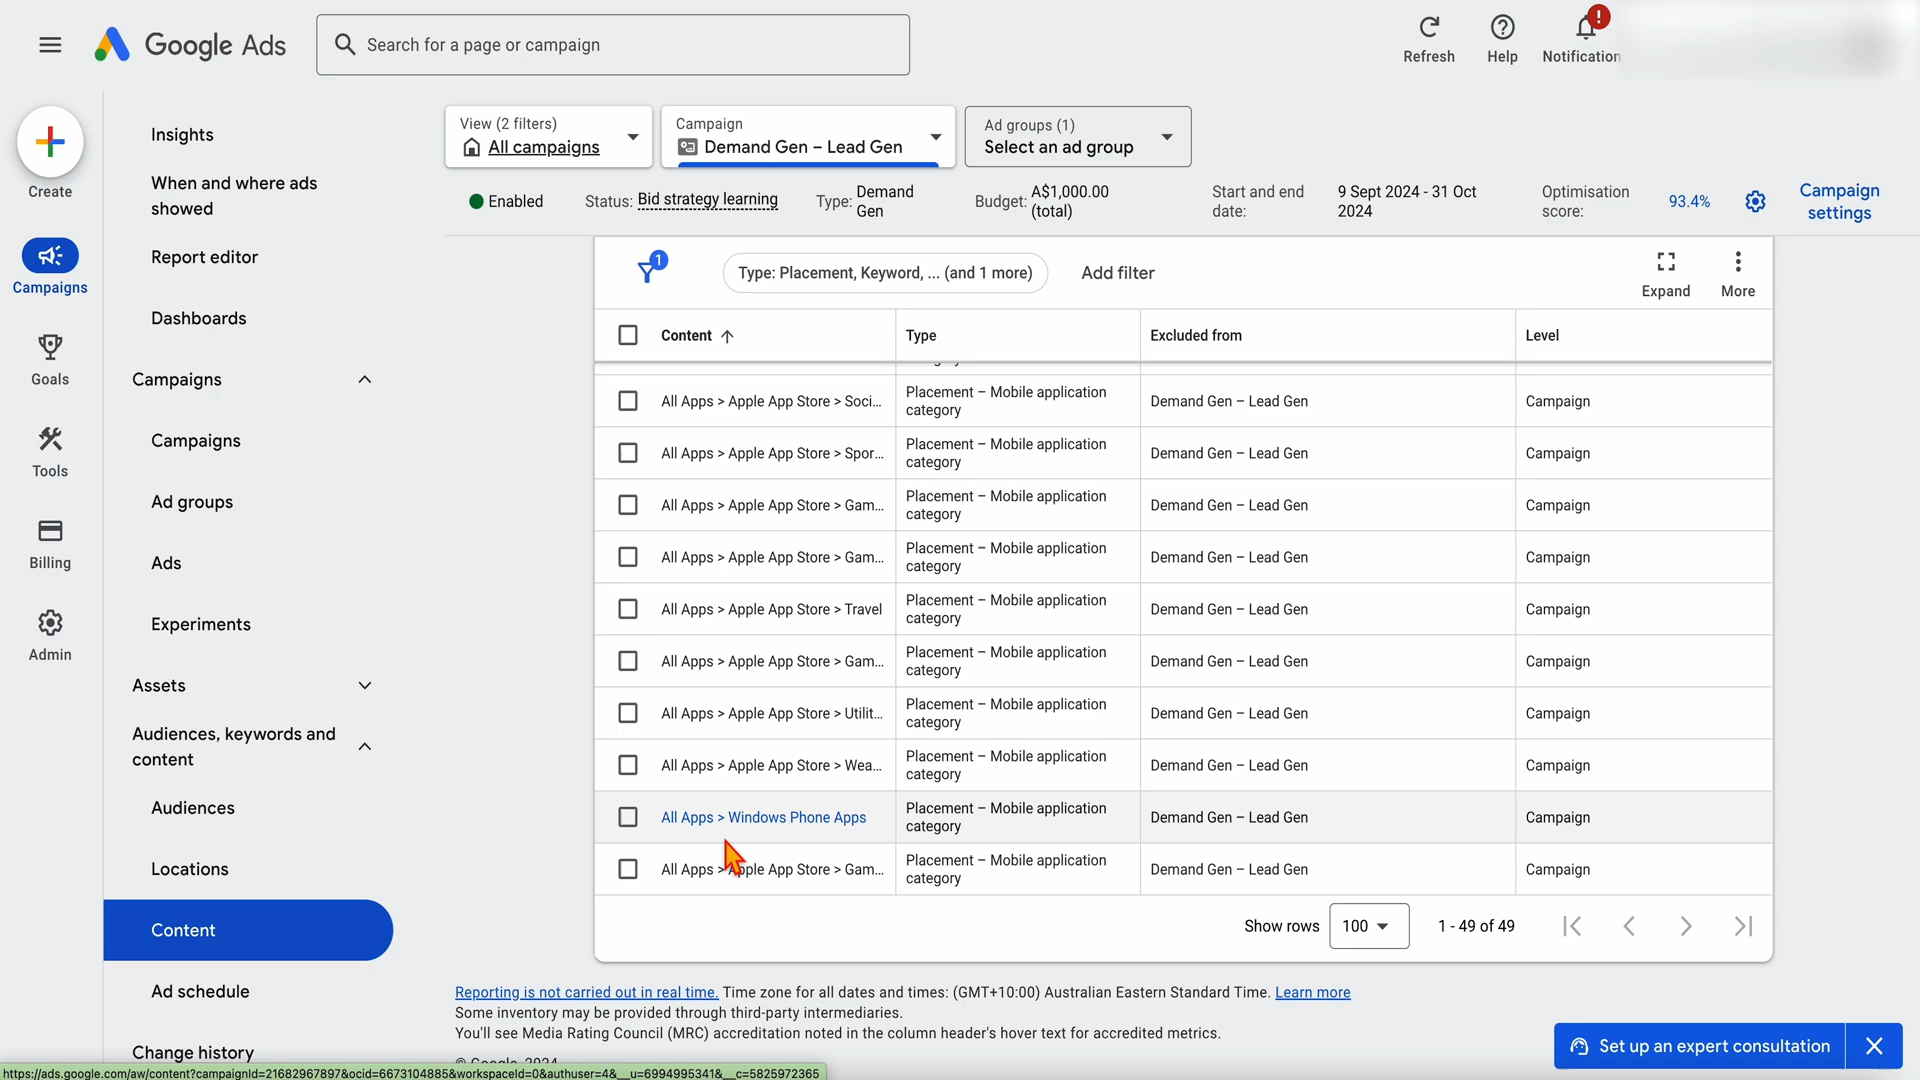 Google Ads
Search for a page or campaign
Refresh
Help
Notification
!
Create
Campaigns
Goals
Tools
Billing
Admin
Insights
When and where ads
showed
Report editor
Dashboards
Campaigns
Campaigns
Ad groups
Ads
Experiments
Assets
Audiences, keywords and
content
Audiences
Locations
Content
Ad schedule
Change history
View (2 filters)
All campaigns
Campaign
Demand Gen – Lead Gen
Ad groups (1)
Select an ad group
Enabled
Status: Bid strategy learning
Type: Demand
Gen
Budget: A$1,000.00
(total)
Start and end
date:
9 Sept 2024 - 31 Oct
2024
Optimisation
score:
93.4%
Campaign
settings
1
Type: Placement, Keyword, ... (and 1 more)
Add filter
Expand
More
Content
Type
Excluded from
Level
All Apps > Apple App Store > Soci...
Placement – Mobile application
category
Demand Gen – Lead Gen
Campaign
All Apps > Apple App Store > Spor...
Placement – Mobile application
category
Demand Gen – Lead Gen
Campaign
All Apps > Apple App Store > Gam...
Placement – Mobile application
category
Demand Gen – Lead Gen
Campaign
All Apps > Apple App Store > Gam...
Placement – Mobile application
category
Demand Gen – Lead Gen
Campaign
All Apps > Apple App Store > Travel
Placement – Mobile application
category
Demand Gen – Lead Gen
Campaign
All Apps > Apple App Store > Gam...
Placement – Mobile application
category
Demand Gen – Lead Gen
Campaign
All Apps > Apple App Store > Utilit...
Placement – Mobile application
category
Demand Gen – Lead Gen
Campaign
All Apps > Apple App Store > Wea...
Placement – Mobile application
category
Demand Gen – Lead Gen
Campaign
All Apps > Windows Phone Apps
Placement – Mobile application
category
Demand Gen – Lead Gen
Campaign
All Apps > Apple App Store > Gam...
Placement – Mobile application
category
Demand Gen – Lead Gen
Campaign
Show rows
100
1 - 49 of 49
Reporting is not carried out in real time. Time zone for all dates and times: (GMT+10:00) Australian Eastern Standard Time. Learn more
Some inventory may be provided through third-party intermediaries.
You'll see Media Rating Council (MRC) accreditation noted in the column header's hover text for accredited metrics.
© Google, 2024
Set up an expert consultation
https://ads.google.com/aw/content?campaignId=21682967897&ocid=6673104885&workspaceId=0&authuser=4&__u=6994995341&__c=5825972365